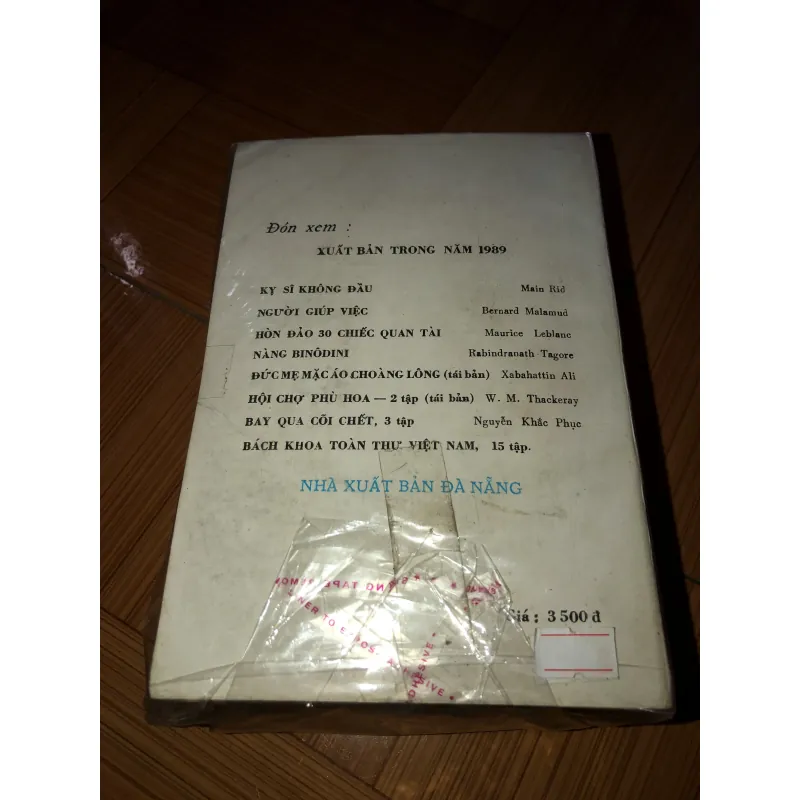 Đón xem :
XUẤT BẢN TRONG NĂM 1989
KỴ SĨ KHÔNG ĐẦU Main Rid
NGƯỜI GIÚP VIỆC Bernard Malamud
HÒN ĐẢO 30 CHIẾC QUAN TÀI Maurice Leblanc
NÀNG BINÔDINI Rabindranath Tagore
ĐỨC MẸ MẶC ÁO CHOÀNG LÔNG (tái bản) Xabahattin Ali
HỘI CHỢ PHÙ HOA — 2 tập (tái bản) W. M. Thackeray
BAY QUA CÕI CHẾT, 3 tập Nguyễn Khắc Phục
BÁCH KHOA TOÀN THƯ VIỆT NAM, 15 tập.
NHÀ XUẤT BẢN ĐÀ NẴNG
TAPE
LINER TO
Giá : 3 500 đ